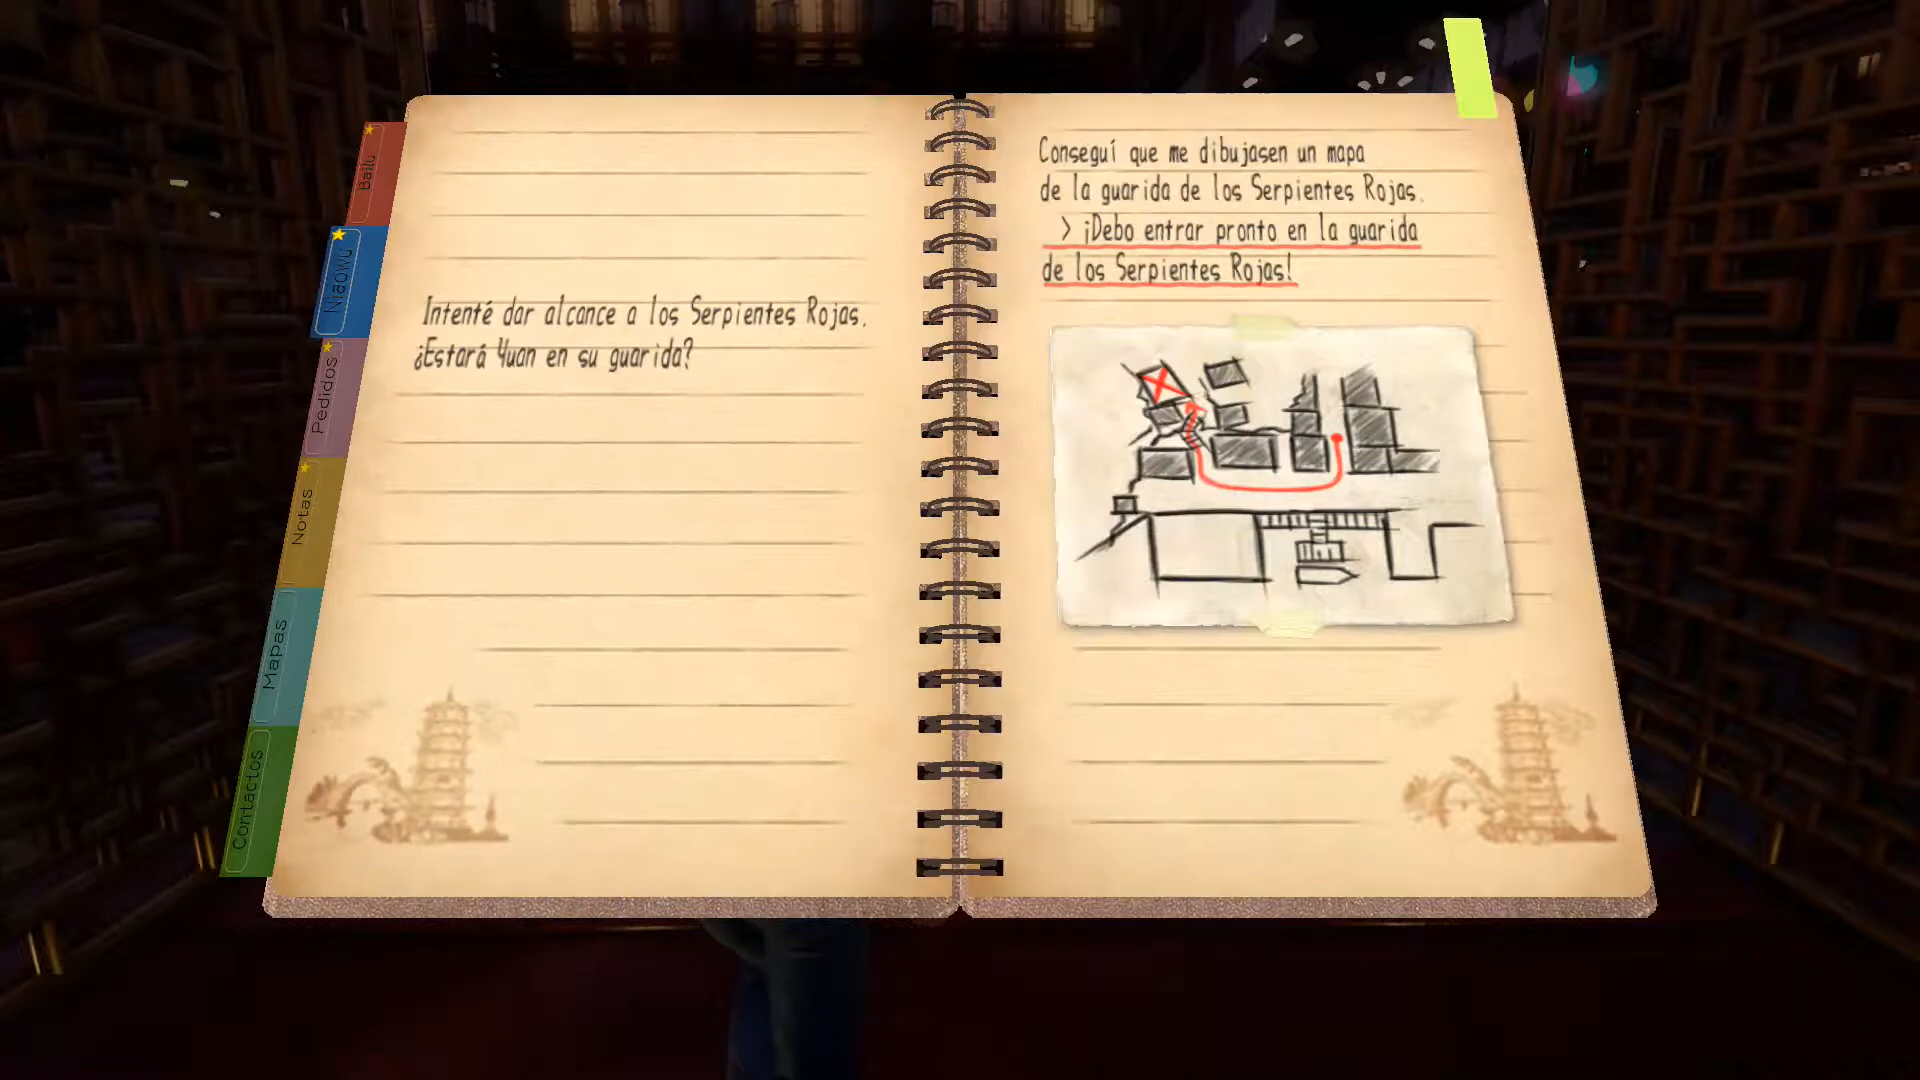 Bailu
Niaowu
Pedidos
Notas
Mapas
Contactos
Intenté dar alcance a los Serpientes Rojas.
¿Estará Yuan en su guarida?
Conseguí que me dibujasen un mapa
de la guarida de los Serpientes Rojas.
> ¡Debo entrar pronto en la guarida
de los Serpientes Rojas!